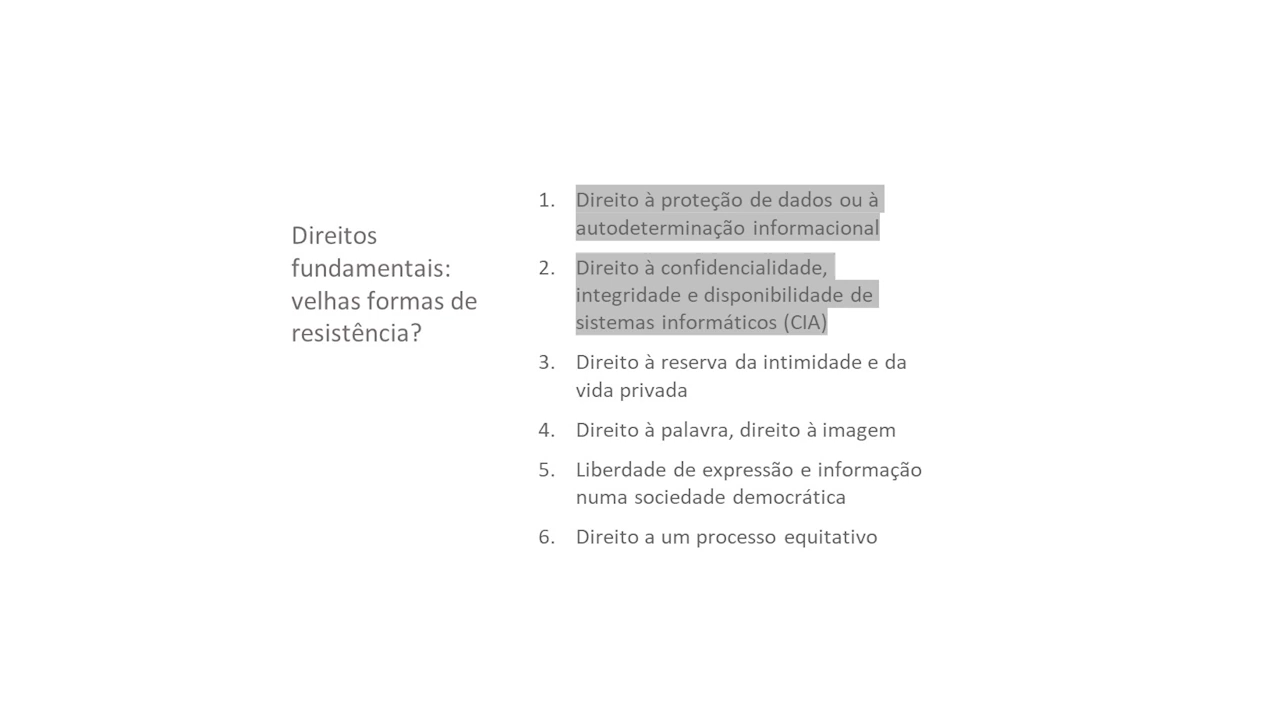 Direitos
fundamentais:
velhas formas de
resistência?
1. Direito à proteção de dados ou à
autodeterminação informacional
2. Direito à confidencialidade,
integridade e disponibilidade de
sistemas informáticos (CIA)
3. Direito à reserva da intimidade e da
vida privada
4. Direito à palavra, direito à imagem
5. Liberdade de expressão e informação
numa sociedade democrática
6. Direito a um processo equitativo